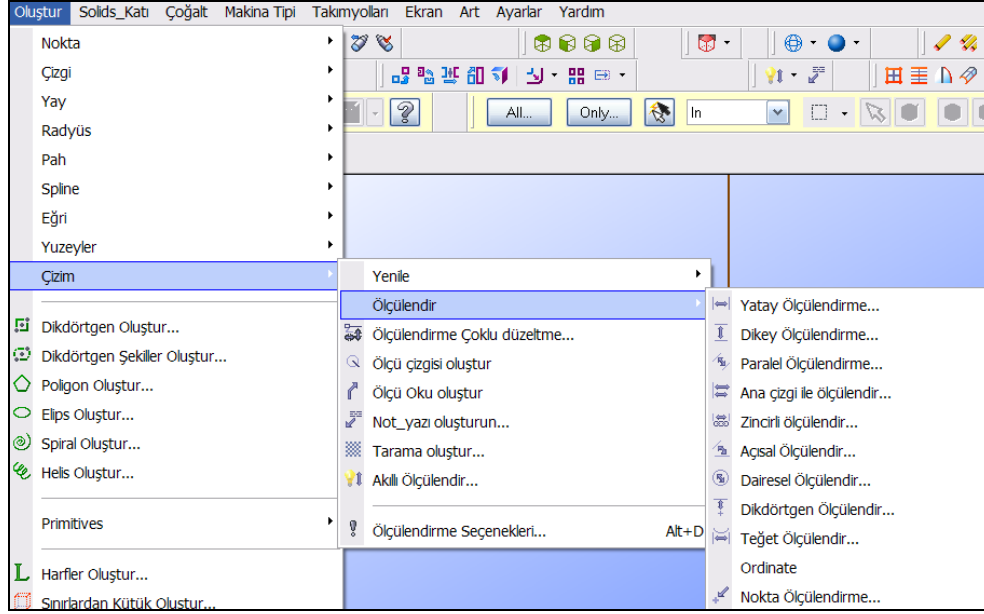 Oluştur Solids_Katı Çoğalt Makina Tipi Takımyolları Ekran Art Ayarlar Yardım
Nokta
Çizgi
Yay
Radyüs
Pah
Spline
Eğri
Yuzeyler
Çizim
Dikdörtgen Oluştur...
Dikdörtgen Şekiller Oluştur...
Poligon Oluştur...
Elips Oluştur...
Spiral Oluştur...
Helis Oluştur...
Primitives
Harfler Oluştur...
Sınırlardan Kütük Oluştur...
All... Only... In
Yenile
Ölçülendir
Ölçülendirme Çoklu düzeltme...
Ölçü çizgisi oluştur
Ölçü Oku oluştur
Not_yazı oluşturun...
Tarama oluştur...
Akıllı Ölçülendir...
Ölçülendirme Seçenekleri... Alt+D
Yatay Ölçülendirme...
Dikey Ölçülendirme...
Paralel Ölçülendirme...
Ana çizgi ile ölçülendir...
Zincirli ölçülendir...
Açısal Ölçülendir...
Dairesel Ölçülendir...
Dikdörtgen Ölçülendir...
Teğet Ölçülendir...
Ordinate
Nokta Ölçülendirme...